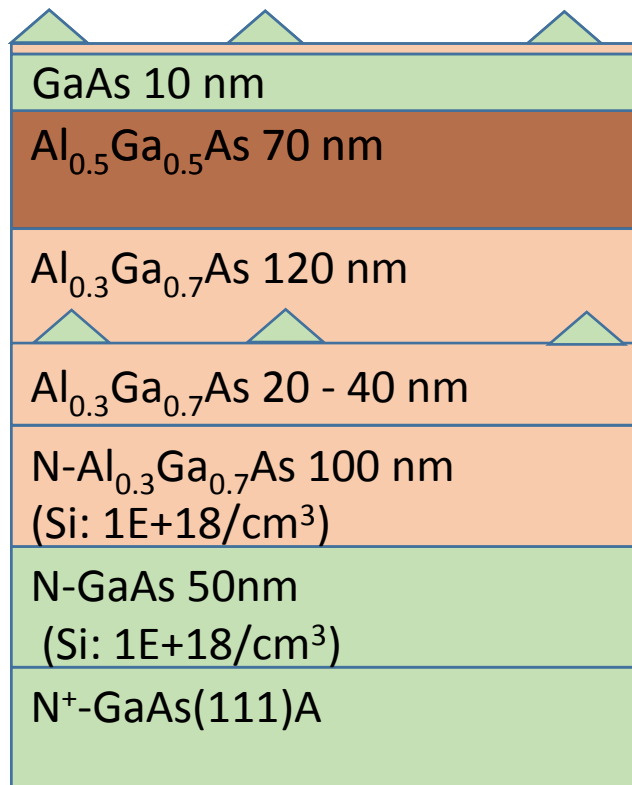 GaAs 10 nm
Al₀.₅Ga₀.₅As 70 nm
Al₀.₃Ga₀.₇As 120 nm
Al₀.₃Ga₀.₇As 20 - 40 nm
N-Al₀.₃Ga₀.₇As 100 nm
(Si: 1E+18/cm³)
N-GaAs 50nm
(Si: 1E+18/cm³)
N⁺-GaAs(111)A